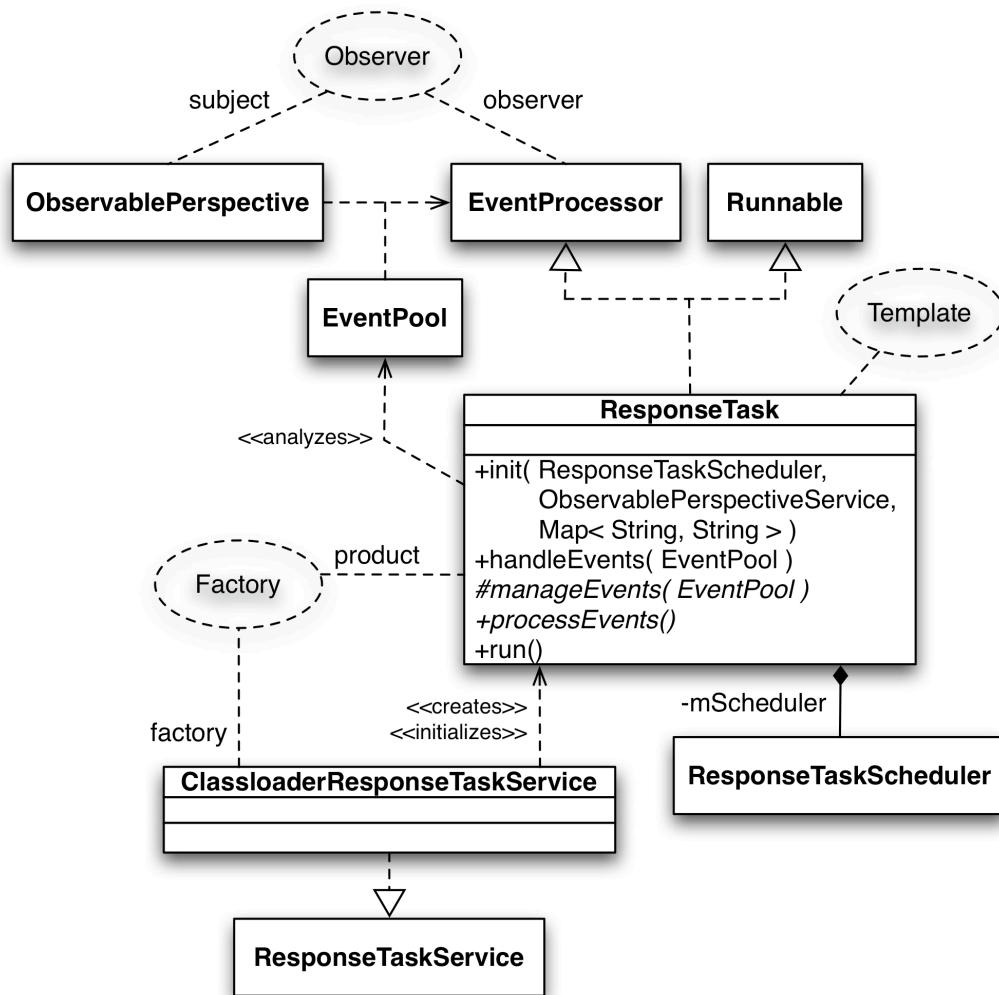 Observer
subject
observer
ObservablePerspective
EventProcessor
Runnable
EventPool
Template
<<analyzes>>
ResponseTask
+init( ResponseTaskScheduler,
ObservablePerspectiveService,
Map< String, String > )
+handleEvents( EventPool )
#manageEvents( EventPool )
+processEvents()
+run()
product
Factory
factory
<<creates>>
<<initializes>>
-mScheduler
ClassloaderResponseTaskService
ResponseTaskScheduler
ResponseTaskService